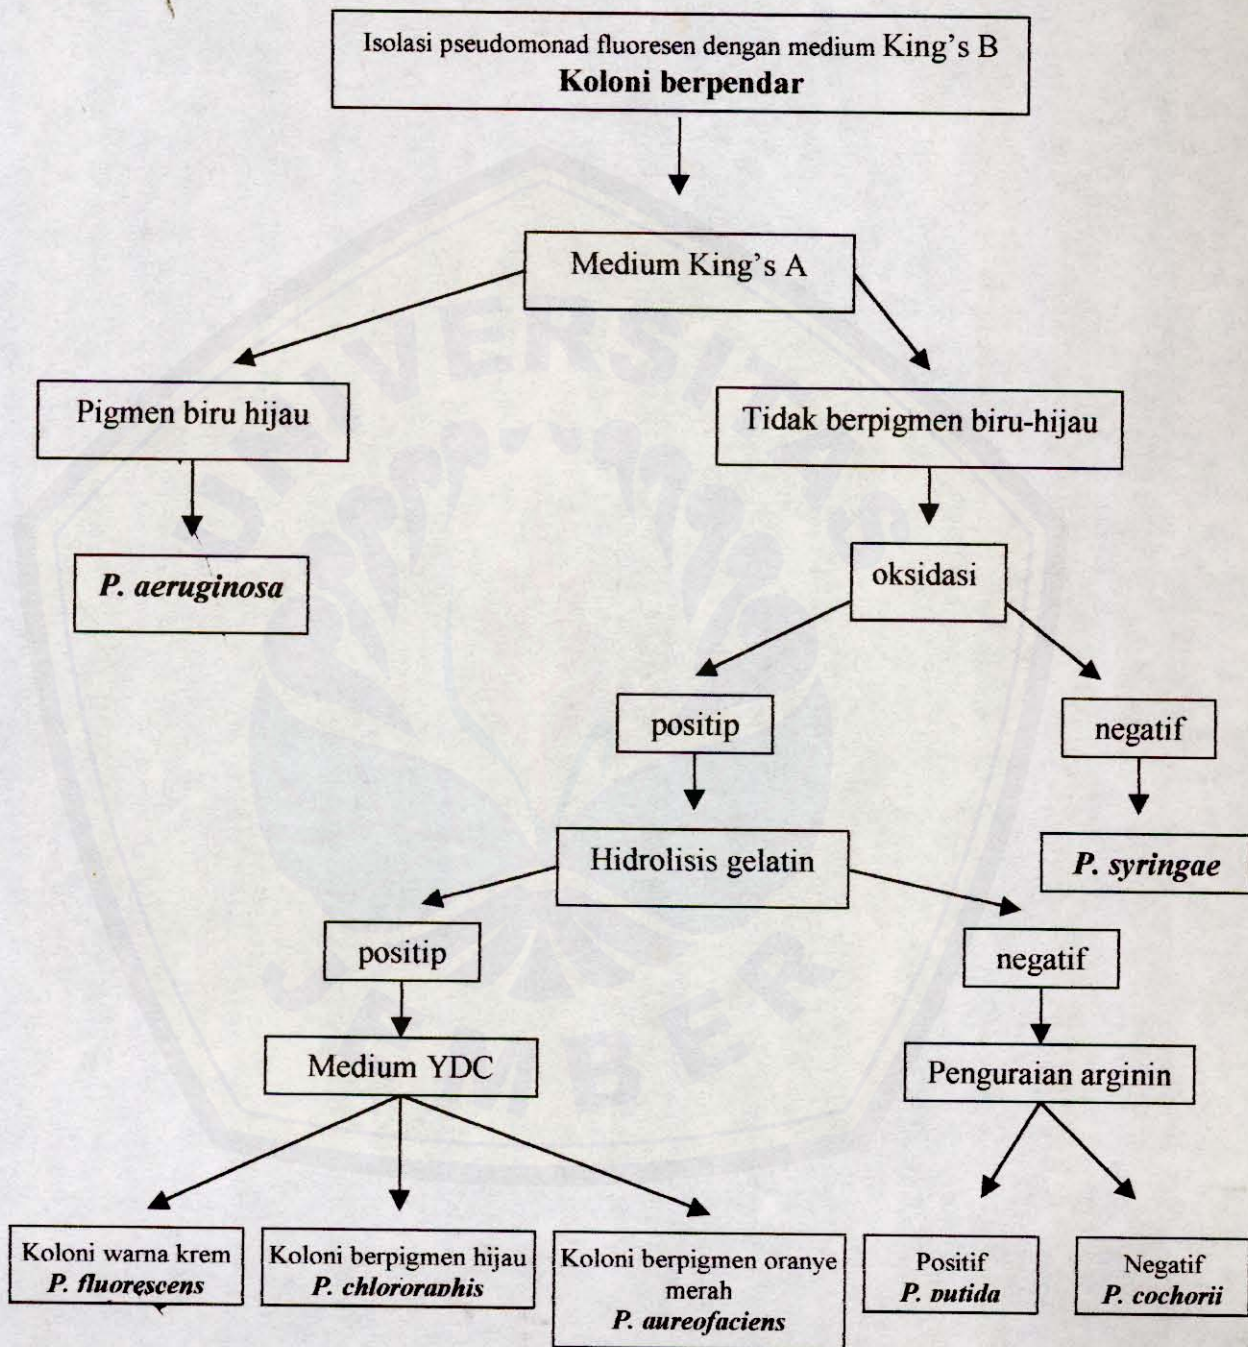 Isolasi pseudomonad fluoresen dengan medium King's B
Koloni berpendar
Medium King's A
Pigmen biru hijau
Tidak berpigmen biru-hijau
P. aeruginosa
oksidasi
positip
negatif
Hidrolisis gelatin
P. syringae
positip
negatif
Medium YDC
Penguraian arginin
Koloni warna krem
P. fluorescens
Koloni berpigmen hijau
P. chlororaphis
Koloni berpigmen oranye
merah
P. aureofaciens
Positif
P. putida
Negatif
P. cochorii
UNIVERSITAS
JEMBER